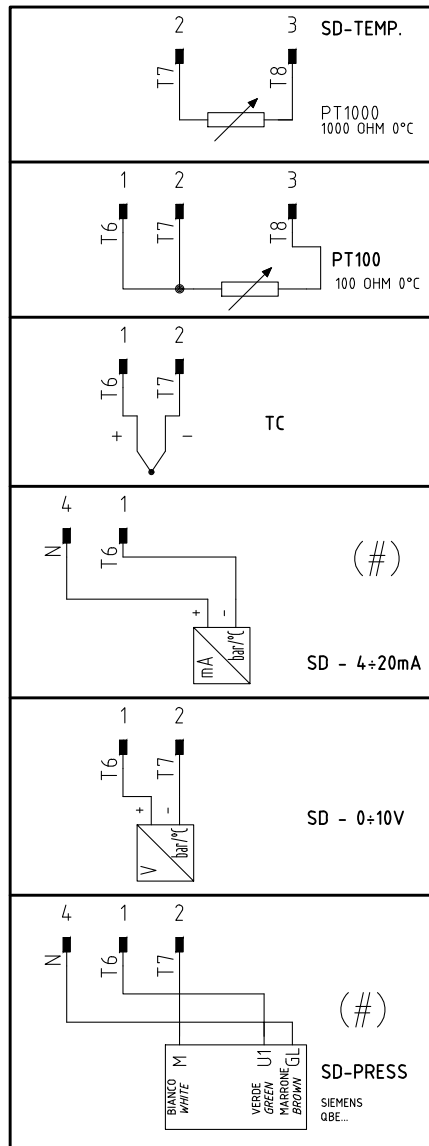 2 3 SD-TEMP.
T7 T8
PT1000
1000 OHM 0°C
1 2 3
T6 T7 T8
PT100
100 OHM 0°C
1 2
T6 T7
+ -
TC
4 1
N T6
(#)
+ -
mA bar/°C
SD - 4÷20mA
1 2
T6 T7
+ -
V bar/°C
SD - 0÷10V
4 1 2
N T6 T7
(#)
M U1 GL
BIANCO
WHITE
VERDE
GREEN
MARRONE
BROWN
SD-PRESS
SIEMENS
QBE...